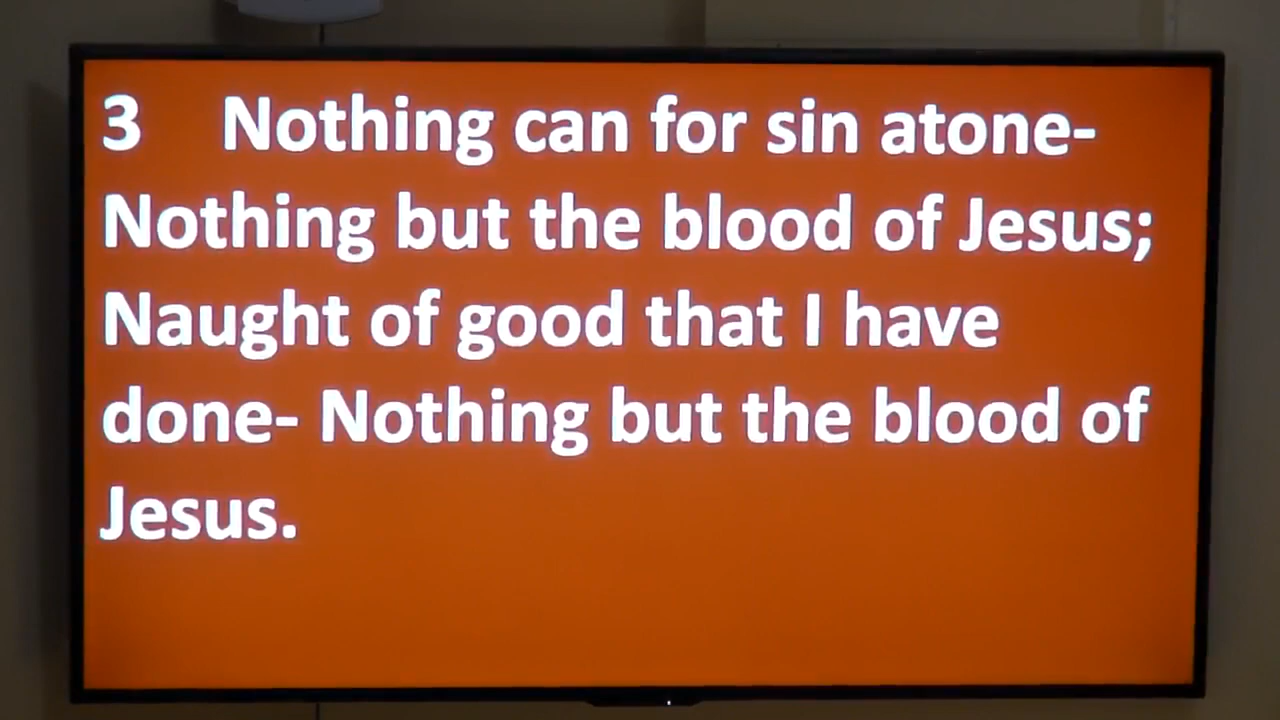 3 Nothing can for sin atone-
Nothing but the blood of Jesus;
Naught of good that I have
done- Nothing but the blood of
Jesus.